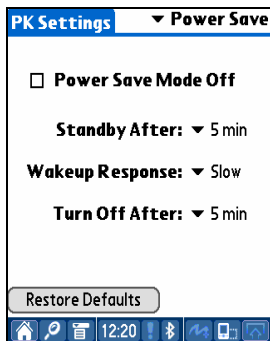 PK Settings ▼ Power Save
Power Save Mode Off
Standby After: ▼ 5 min
Wakeup Response: ▼ Slow
Turn Off After: ▼ 5 min
Restore Defaults
12:20